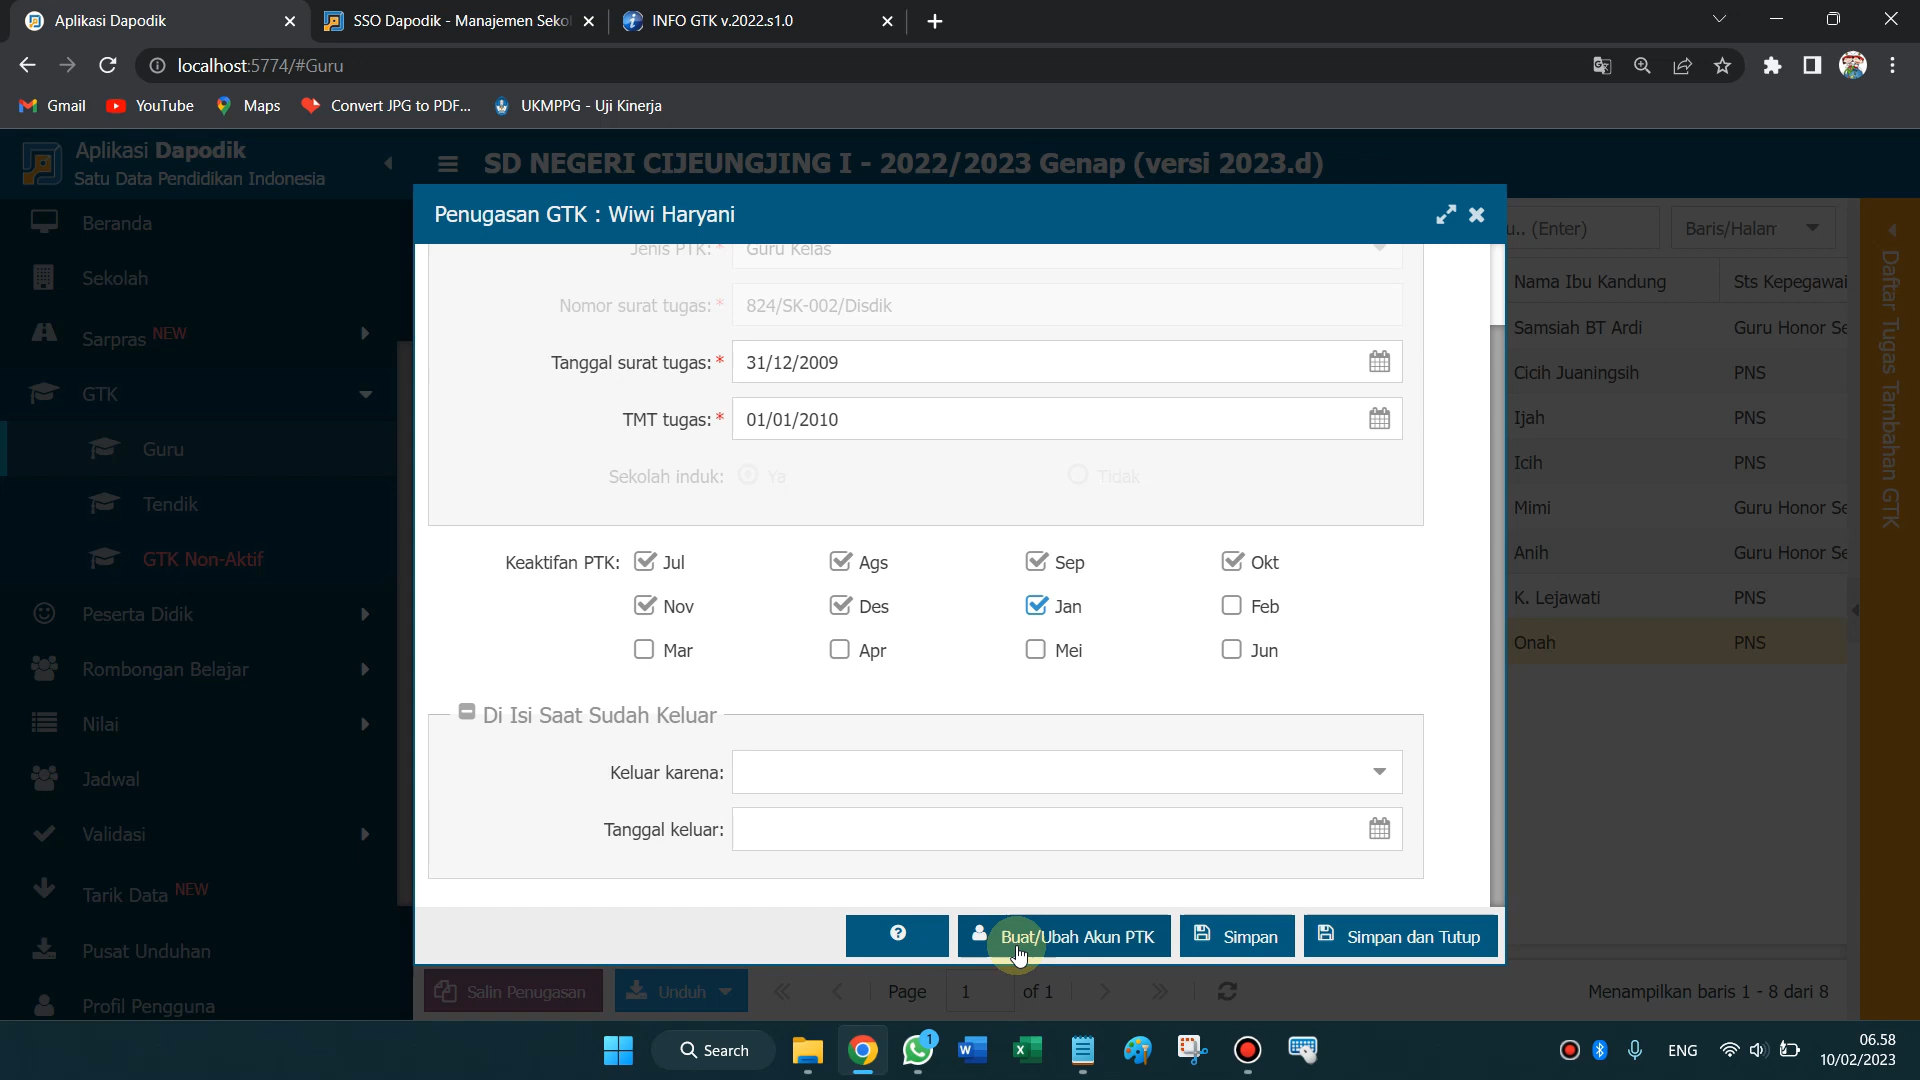 Aplikasi Dapodik
SSO Dapodik - Manajemen Sekol
INFO GTK v.2022.s1.0
localhost:5774/#Guru
Gmail
YouTube
Maps
Convert JPG to PDF...
UKMPPG - Uji Kinerja
Aplikasi Dapodik
Satu Data Pendidikan Indonesia
SD NEGERI CIJEUNGJING I - 2022/2023 Genap (versi 2023.d)
Beranda
Sekolah
Sarpras NEW
GTK
Guru
Tendik
GTK Non-Aktif
Peserta Didik
Rombongan Belajar
Nilai
Jadwal
Validasi
Tarik Data NEW
Pusat Unduhan
Profil Pengguna
Penugasan GTK : Wiwi Haryani
Jenis PTK:* Guru Kelas
Nomor surat tugas:* 824/SK-002/Disdik
Tanggal surat tugas:* 31/12/2009
TMT tugas:* 01/01/2010
Sekolah induk: Ya Tidak
Keaktifan PTK: Jul Ags Sep Okt
Nov Des Jan Feb
Mar Apr Mei Jun
Di Isi Saat Sudah Keluar
Keluar karena:
Tanggal keluar:
Buat/Ubah Akun PTK
Simpan
Simpan dan Tutup
u.. (Enter)
Baris/Halam
Nama Ibu Kandung Sts Kepegawai
Samsiah BT Ardi Guru Honor Se
Cicih Juaningsih PNS
Ijah PNS
Icih PNS
Mimi Guru Honor Se
Anih Guru Honor Se
K. Lejawati PNS
Onah PNS
Daftar Tugas Tambahan GTK
Salin Penugasan
Unduh
Page 1 of 1
Menampilkan baris 1 - 8 dari 8
Search
1
ENG
06.58
10/02/2023